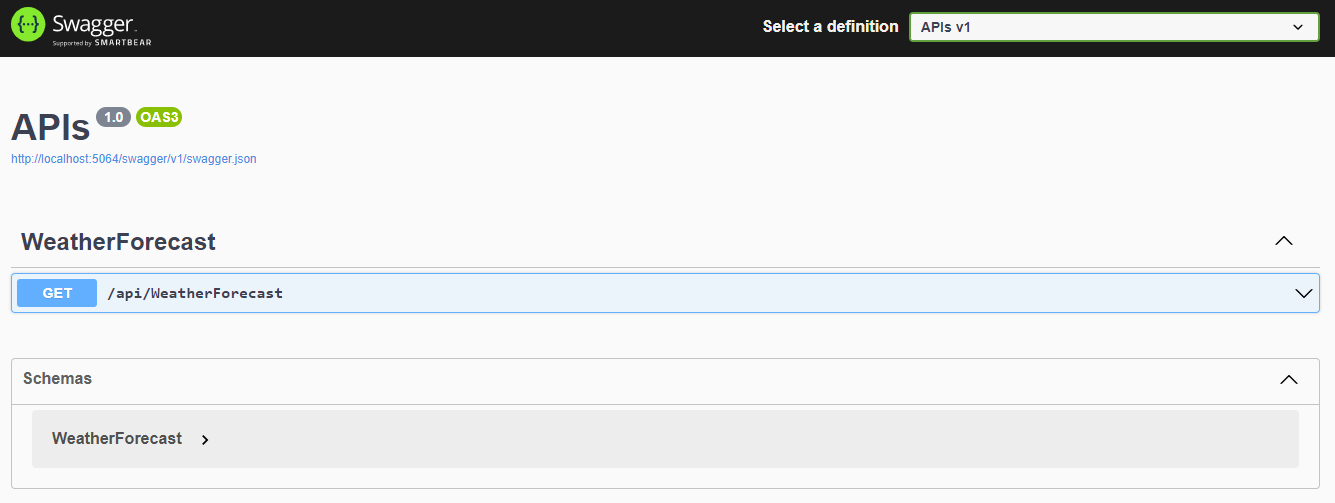 Swagger
Supported by SMARTBEAR
Select a definition
APIs v1
APIs 1.0 OAS3
http://localhost:5064/swagger/v1/swagger.json
WeatherForecast
GET /api/WeatherForecast
Schemas
WeatherForecast